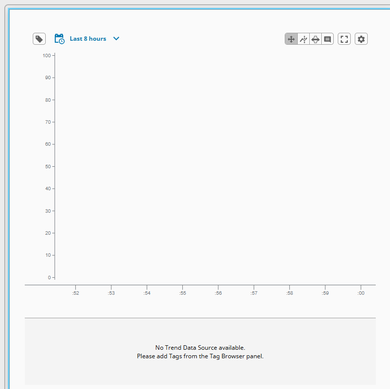 Last 8 hours
100
90
80
70
60
50
40
30
20
10
0
:52 :53 :54 :55 :56 :57 :58 :59 :00
No Trend Data Source available.
Please add Tags from the Tag Browser panel.